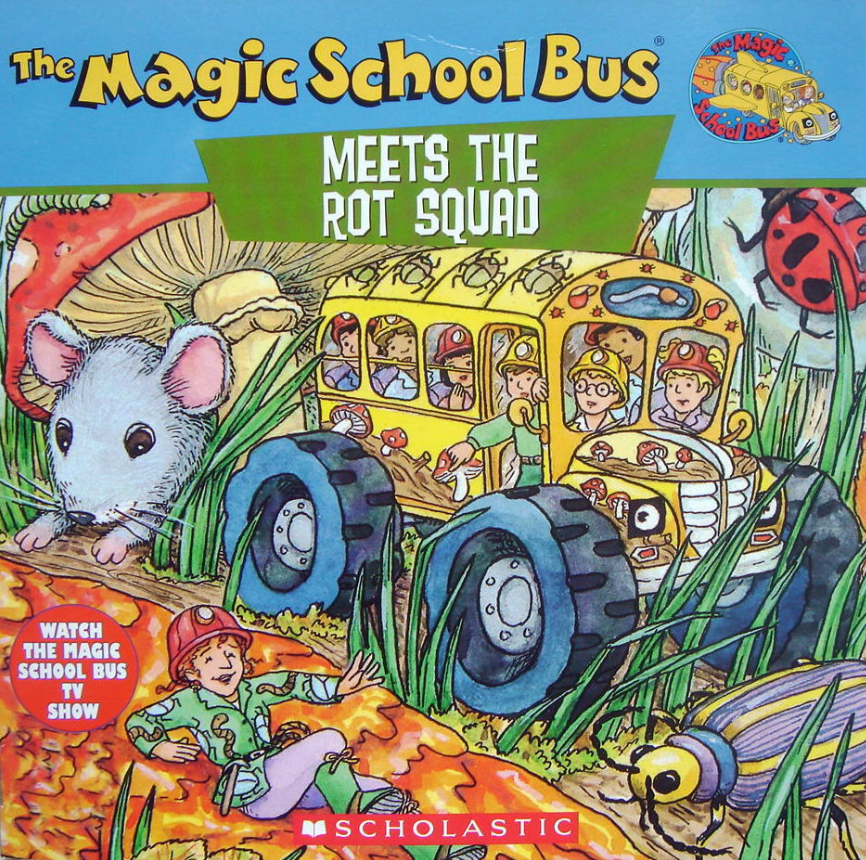 The Magic School Bus®
The Magic
School Bus®
MEETS THE
ROT SQUAD
WATCH
THE MAGIC
SCHOOL BUS
TV
SHOW
SCHOLASTIC